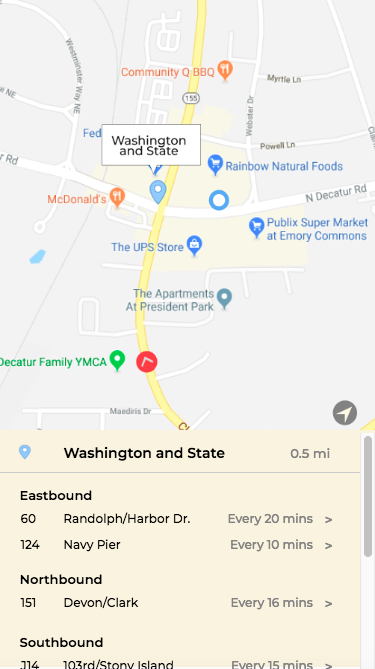 Westminster Way NE
Community Q BBQ
Myrtle Ln
155
Webster Dr
Washington
and State
Powell Ln
Rainbow Natural Foods
McDonald's
N Decatur Rd
Publix Super Market
at Emory Commons
The UPS Store
The Apartments
At President Park
Decatur Family YMCA
Maediris Dr
Washington and State 0.5 mi
Eastbound
60 Randolph/Harbor Dr. Every 20 mins >
124 Navy Pier Every 10 mins >
Northbound
151 Devon/Clark Every 16 mins >
Southbound
J14 103rd/Stony Island Every 15 mins >